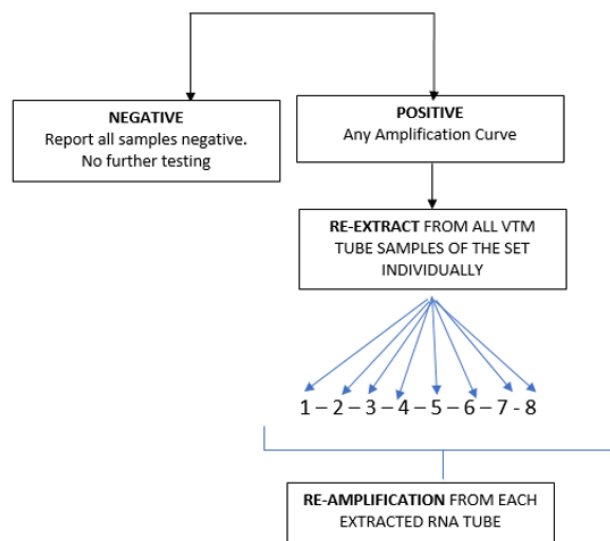 NEGATIVE
Report all samples negative.
No further testing
POSITIVE
Any Amplification Curve
RE-EXTRACT FROM ALL VTM
TUBE SAMPLES OF THE SET
INDIVIDUALLY
1 – 2 – 3 – 4 – 5 – 6 – 7 - 8
RE-AMPLIFICATION FROM EACH
EXTRACTED RNA TUBE